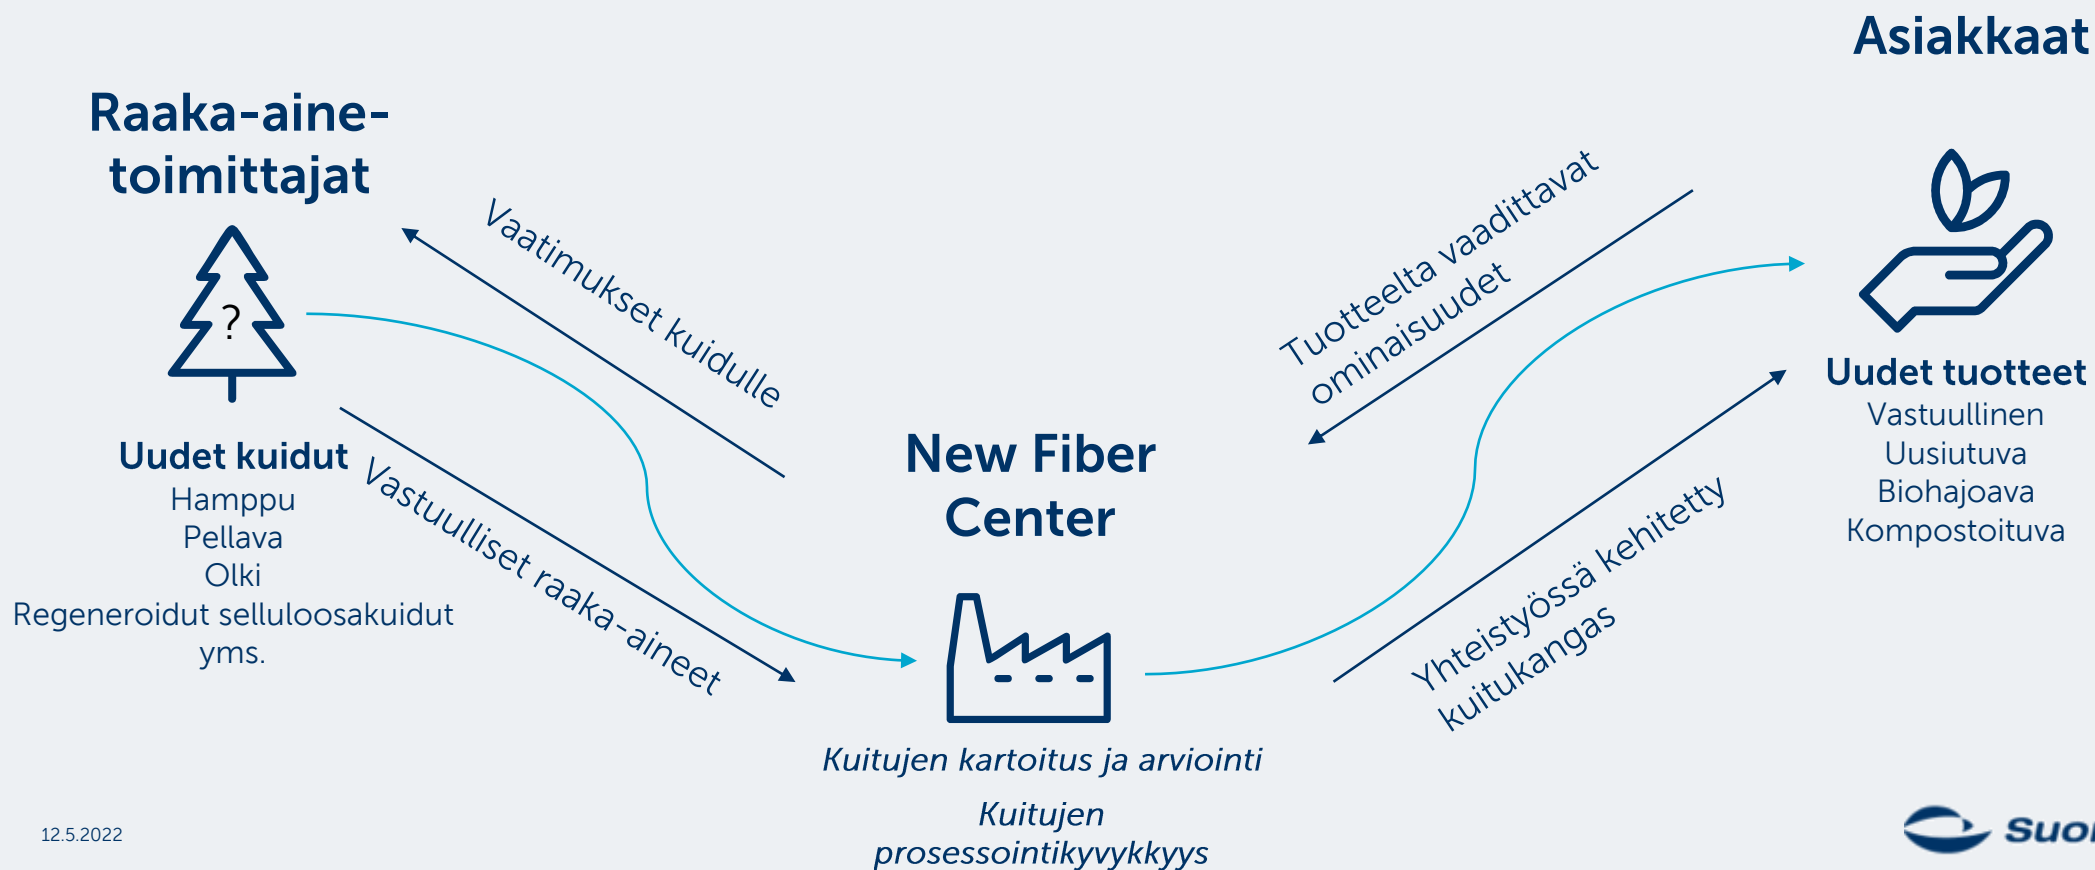 Asiakkaat
Raaka-aine-
toimittajat
?
Vaatimukset kuidulle
Tuotteelta vaadittavat
ominaisuudet
Uudet kuidut
Hamppu
Pellava
Olki
Regeneroidut selluloosakuidut
yms.
Vastuulliset raaka-aineet
New Fiber
Center
Kuitujen kartoitus ja arviointi
Kuitujen
prosessointikyvykkyys
Yhteistyössä kehitetty
kuitukangas
Uudet tuotteet
Vastuullinen
Uusiutuva
Biohajoava
Kompostoituva
12.5.2022